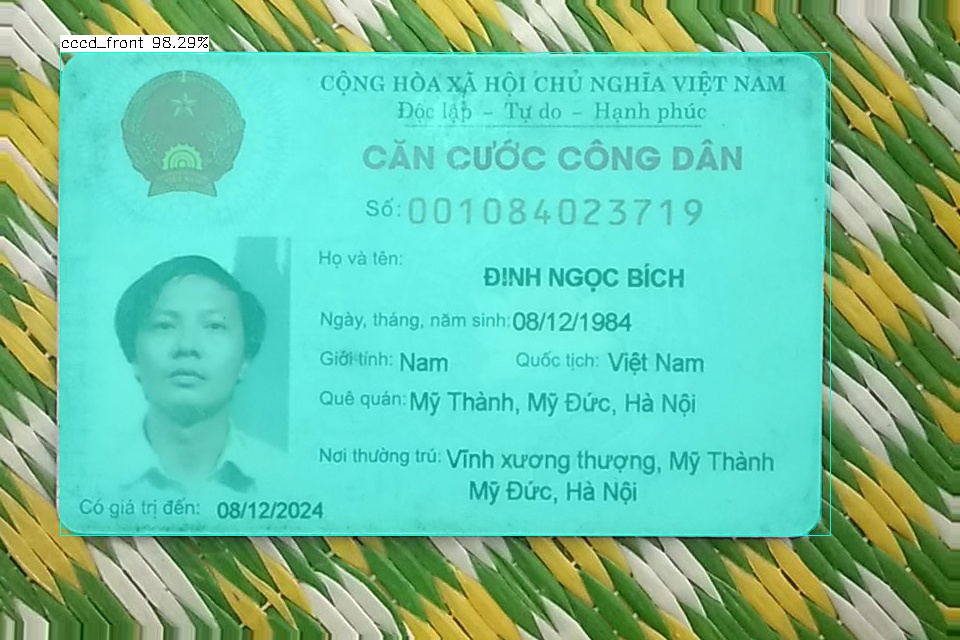 cccd_front 98.29%
CỘNG HÒA XÃ HỘI CHỦ NGHĨA VIỆT NAM
Độc lập - Tự do - Hạnh phúc
CĂN CƯỚC CÔNG DÂN
Số: 001084023719
Họ và tên:
ĐINH NGỌC BÍCH
Ngày, tháng, năm sinh: 08/12/1984
Giới tính: Nam Quốc tịch: Việt Nam
Quê quán: Mỹ Thành, Mỹ Đức, Hà Nội
Nơi thường trú: Vĩnh xương thượng, Mỹ Thành
Mỹ Đức, Hà Nội
Có giá trị đến: 08/12/2024